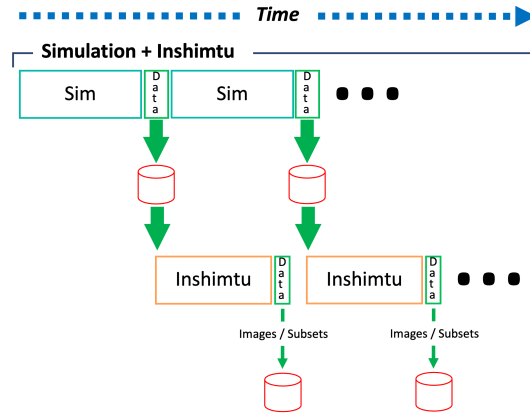 Time
Simulation + Inshimtu
Sim
Data
Sim
Data
Inshimtu
Data
Inshimtu
Data
Images / Subsets
Images / Subsets